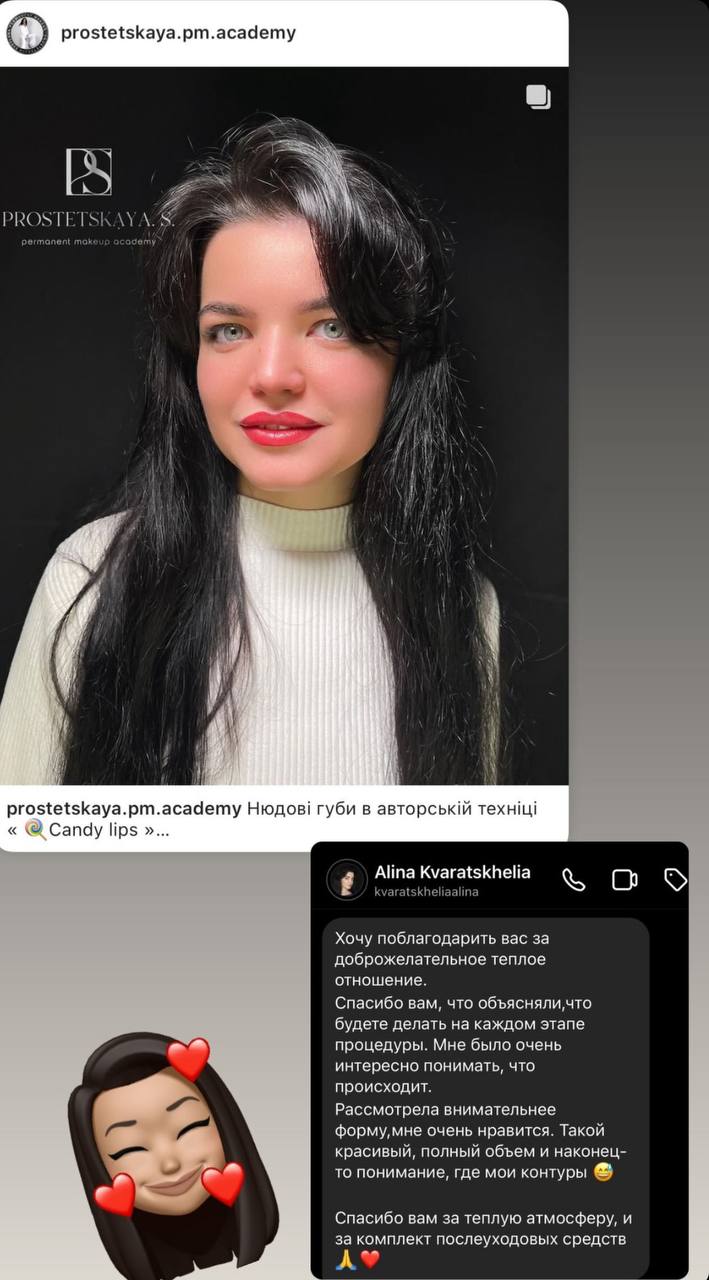 prostetskaya.pm.academy
PS
PROSTETSKAYA. S.
permanent makeup academy
prostetskaya.pm.academy Нюдові губи в авторській техніці
« 🍭Candy lips »...
Alina Kvaratskhelia
kvaratskheliaalina
Хочу поблагодарить вас за
доброжелательное теплое
отношение.
Спасибо вам, что объясняли,что
будете делать на каждом этапе
процедуры. Мне было очень
интересно понимать, что
происходит.
Рассмотрела внимательнее
форму,мне очень нравится. Такой
красивый, полный объем и наконец-
то понимание, где мои контуры 😅
Спасибо вам за теплую атмосферу, и
за комплект послеуходовых средств
🙏❤️